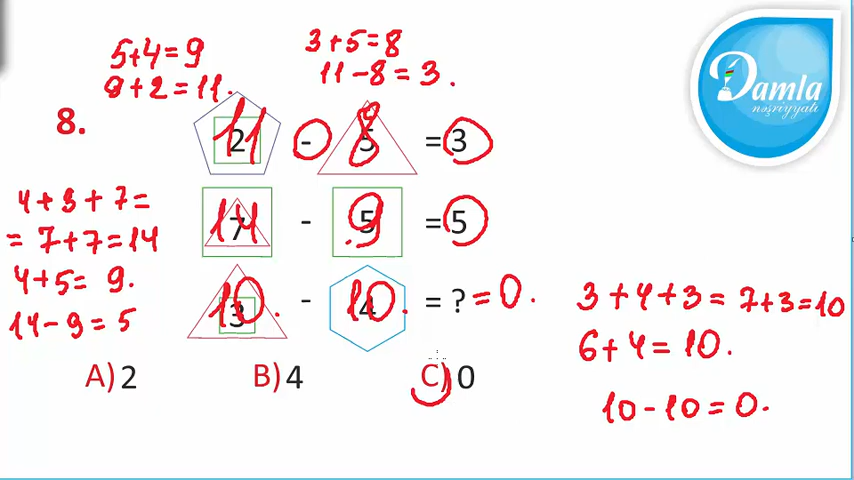 5+4=9
9+2=11.
3+5=8
11-8=3.
Damla
nəşriyyatı
8.
2 11 - 5 8 = 3
4+3+7=
=7+7=14
4+5=9.
14-9=5
7 14 - 5 .9 = 5
3 10. - 4 10. = ? =0.
3+4+3=7+3=10
6+4=10.
10-10=0.
A) 2 B) 4 C) 0